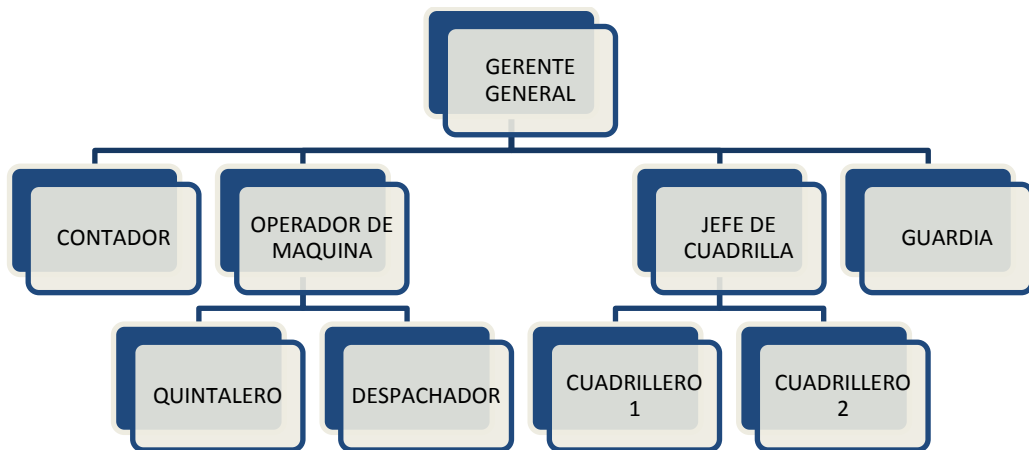 GERENTE
GENERAL
CONTADOR
OPERADOR DE
MAQUINA
JEFE DE
CUADRILLA
GUARDIA
QUINTALERO
DESPACHADOR
CUADRILLERO
1
CUADRILLERO
2